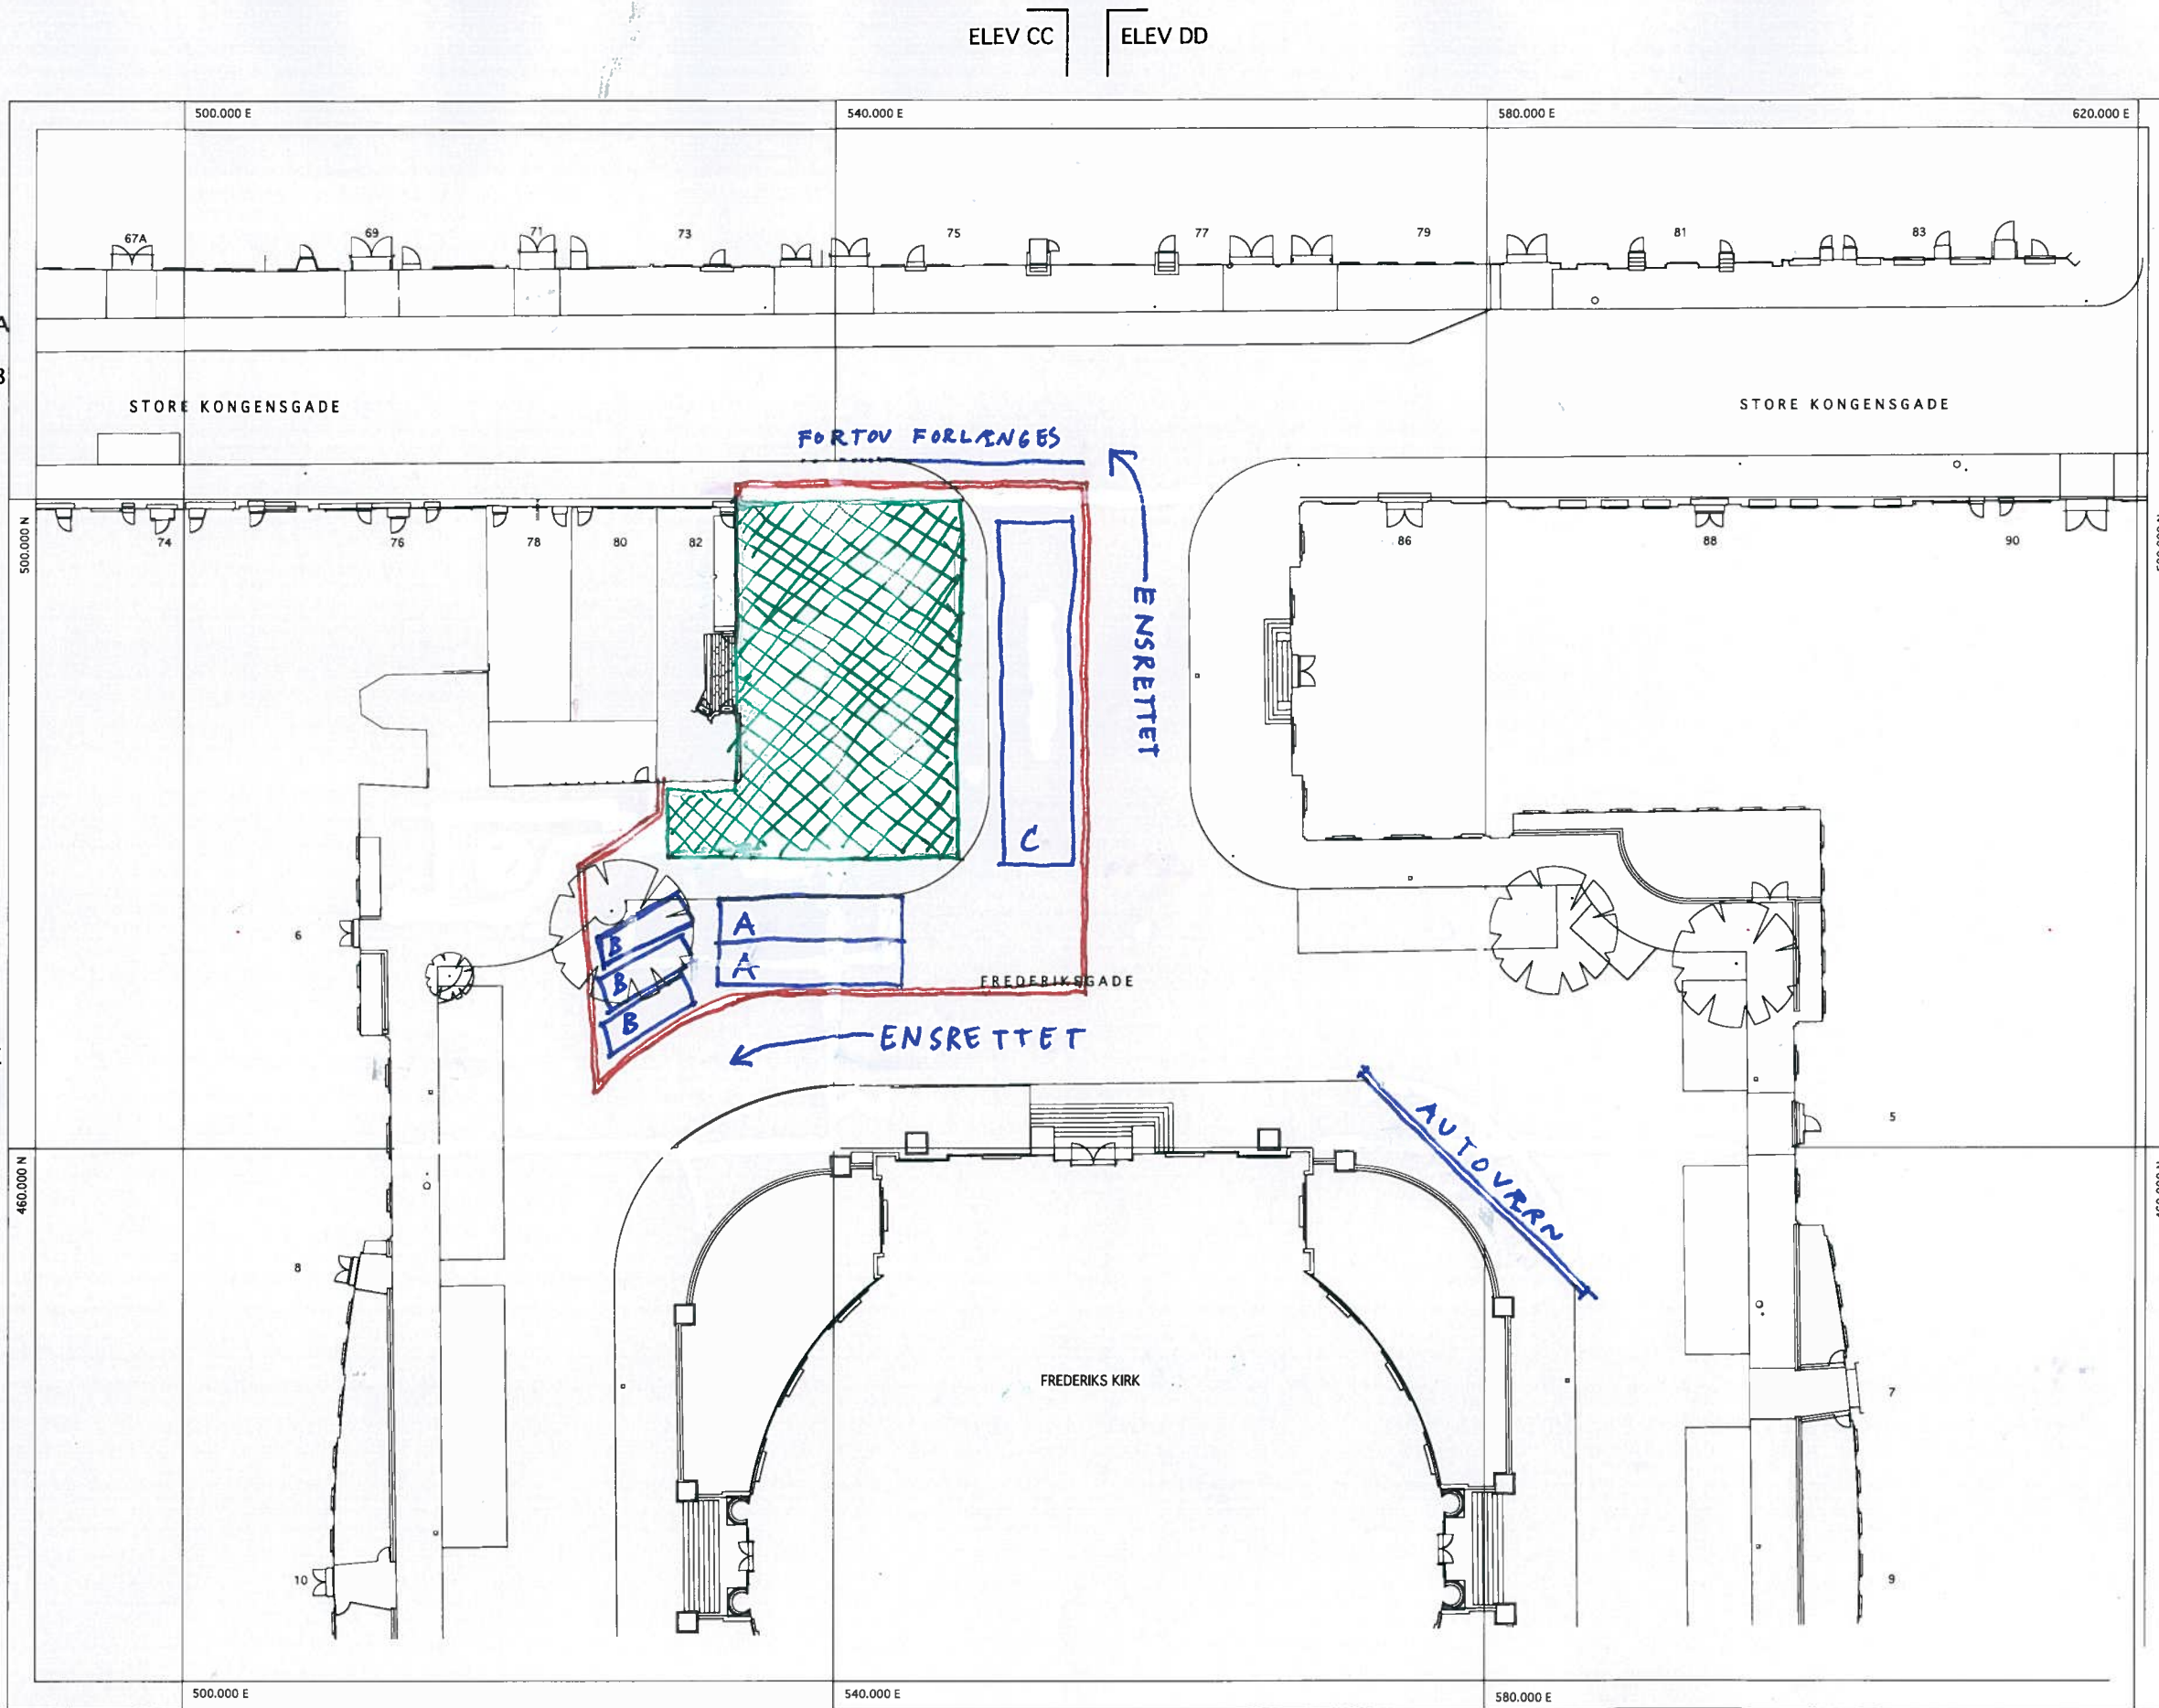 ELEV CC
ELEV DD
500.000 E
540.000 E
580.000 E
620.000 E
67A
69
71
73
75
77
79
81
83
A
B
STORE KONGENSGADE
STORE KONGENSGADE
FORTOV FORLÆNGES
500.000 N
74
76
78
80
82
86
88
90
ENSRETTET
C
6
A
A
B
B
B
FREDERIKSGADE
ENSRETTET
AUTOVÆRN
5
460.000 N
8
FREDERIKS KIRK
7
10
9
500.000 E
540.000 E
580.000 E